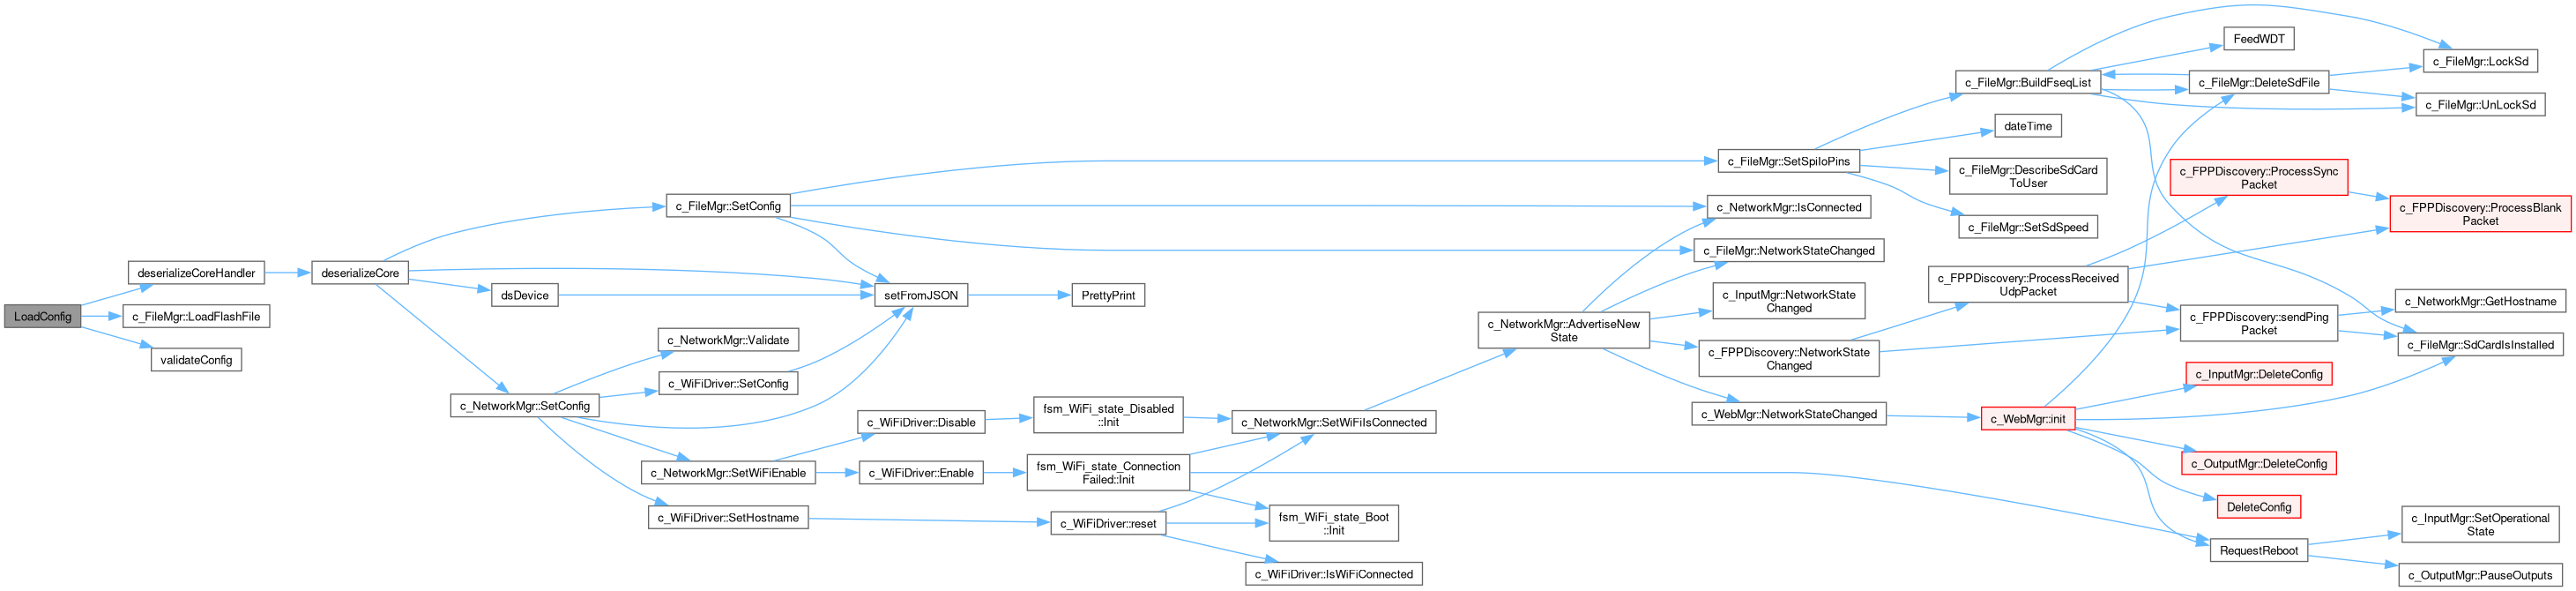 LoadConfig
deserializeCoreHandler
c_FileMgr::LoadFlashFile
validateConfig
deserializeCore
dsDevice
c_FileMgr::SetConfig
c_NetworkMgr::SetConfig
c_NetworkMgr::Validate
c_WiFiDriver::SetConfig
c_NetworkMgr::SetWiFiEnable
c_WiFiDriver::SetHostname
setFromJSON
PrettyPrint
c_WiFiDriver::Disable
c_WiFiDriver::Enable
fsm_WiFi_state_Disabled
::Init
fsm_WiFi_state_Connection
Failed::Init
c_WiFiDriver::reset
c_NetworkMgr::SetWiFiIsConnected
fsm_WiFi_state_Boot
::Init
c_WiFiDriver::IsWiFiConnected
c_NetworkMgr::AdvertiseNew
State
c_FileMgr::SetSpiIoPins
c_NetworkMgr::IsConnected
c_FileMgr::NetworkStateChanged
c_InputMgr::NetworkState
Changed
c_FPPDiscovery::NetworkState
Changed
c_WebMgr::NetworkStateChanged
c_FileMgr::BuildFseqList
dateTime
c_FileMgr::DescribeSdCard
ToUser
c_FileMgr::SetSdSpeed
c_FPPDiscovery::ProcessReceived
UdpPacket
c_WebMgr::init
FeedWDT
c_FileMgr::DeleteSdFile
c_FPPDiscovery::ProcessSync
Packet
c_FPPDiscovery::sendPing
Packet
c_InputMgr::DeleteConfig
c_OutputMgr::DeleteConfig
DeleteConfig
RequestReboot
c_FileMgr::LockSd
c_FileMgr::UnLockSd
c_FPPDiscovery::ProcessBlank
Packet
c_NetworkMgr::GetHostname
c_FileMgr::SdCardIsInstalled
c_InputMgr::SetOperational
State
c_OutputMgr::PauseOutputs